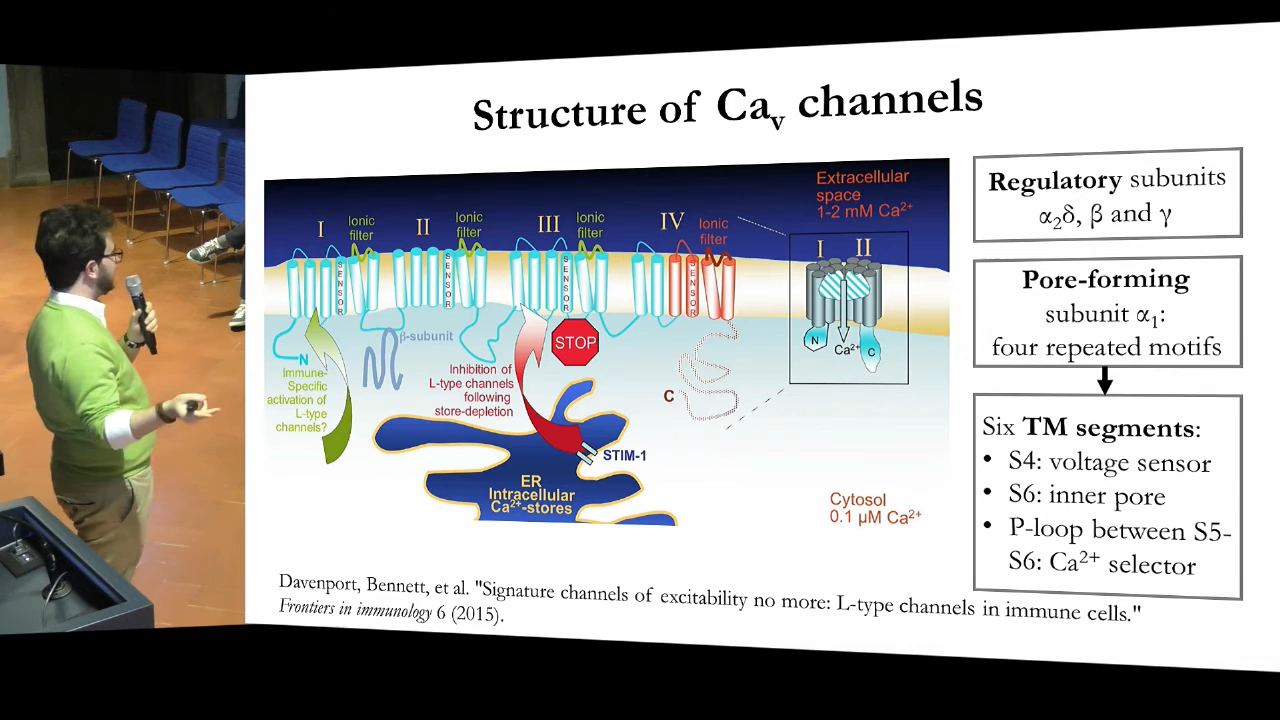 Structure of Caᵥ channels
Extracellular
space
1-2 mM Ca²⁺
I
Ionic
filter
II
Ionic
filter
III
Ionic
filter
IV
Ionic
filter
SENSOR
SENSOR
SENSOR
SENSOR
I II
N
Ca²⁺
C
N
β-subunit
STOP
Immune-
Specific
activation of
L-type
channels?
Inhibition of
L-type channels
following
store-depletion
C
STIM-1
ER
Intracellular
Ca²⁺-stores
Cytosol
0.1 µM Ca²⁺
Regulatory subunits
α₂δ, β and γ
Pore-forming
subunit α₁:
four repeated motifs
Six TM segments:
• S4: voltage sensor
• S6: inner pore
• P-loop between S5-
S6: Ca²⁺ selector
Davenport, Bennett, et al. "Signature channels of excitability no more: L-type channels in immune cells."
Frontiers in immunology 6 (2015).